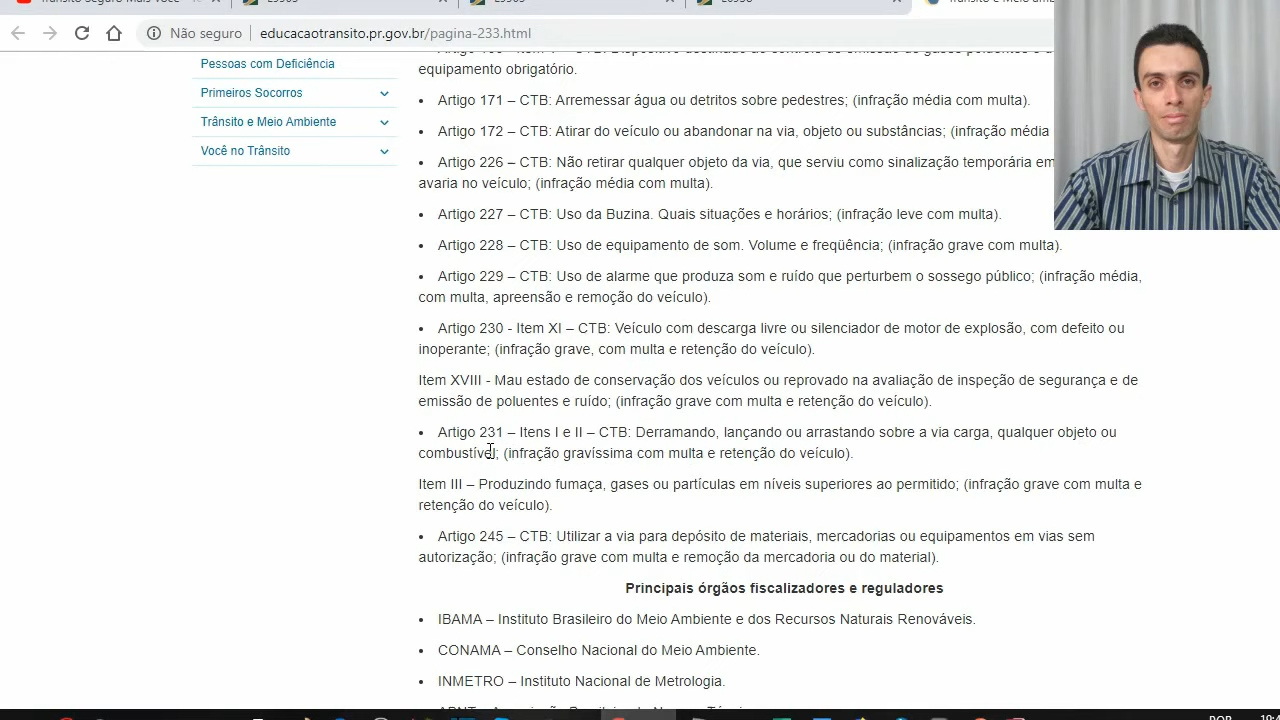 Trânsito Seguro Mais Você
Não seguro
educacaotransito.pr.gov.br/pagina-233.html
Pessoas com Deficiência
Primeiros Socorros
Trânsito e Meio Ambiente
Você no Trânsito
equipamento obrigatório.
• Artigo 171 – CTB: Arremessar água ou detritos sobre pedestres; (infração média com multa).
• Artigo 172 – CTB: Atirar do veículo ou abandonar na via, objeto ou substâncias; (infração média
• Artigo 226 – CTB: Não retirar qualquer objeto da via, que serviu como sinalização temporária em
avaria no veículo; (infração média com multa).
• Artigo 227 – CTB: Uso da Buzina. Quais situações e horários; (infração leve com multa).
• Artigo 228 – CTB: Uso de equipamento de som. Volume e freqüência; (infração grave com multa).
• Artigo 229 – CTB: Uso de alarme que produza som e ruído que perturbem o sossego público; (infração média,
com multa, apreensão e remoção do veículo).
• Artigo 230 - Item XI – CTB: Veículo com descarga livre ou silenciador de motor de explosão, com defeito ou
inoperante; (infração grave, com multa e retenção do veículo).
Item XVIII - Mau estado de conservação dos veículos ou reprovado na avaliação de inspeção de segurança e de
emissão de poluentes e ruído; (infração grave com multa e retenção do veículo).
• Artigo 231 – Itens I e II – CTB: Derramando, lançando ou arrastando sobre a via carga, qualquer objeto ou
combustível; (infração gravíssima com multa e retenção do veículo).
Item III – Produzindo fumaça, gases ou partículas em níveis superiores ao permitido; (infração grave com multa e
retenção do veículo).
• Artigo 245 – CTB: Utilizar a via para depósito de materiais, mercadorias ou equipamentos em vias sem
autorização; (infração grave com multa e remoção da mercadoria ou do material).
Principais órgãos fiscalizadores e reguladores
• IBAMA – Instituto Brasileiro do Meio Ambiente e dos Recursos Naturais Renováveis.
• CONAMA – Conselho Nacional do Meio Ambiente.
• INMETRO – Instituto Nacional de Metrologia.